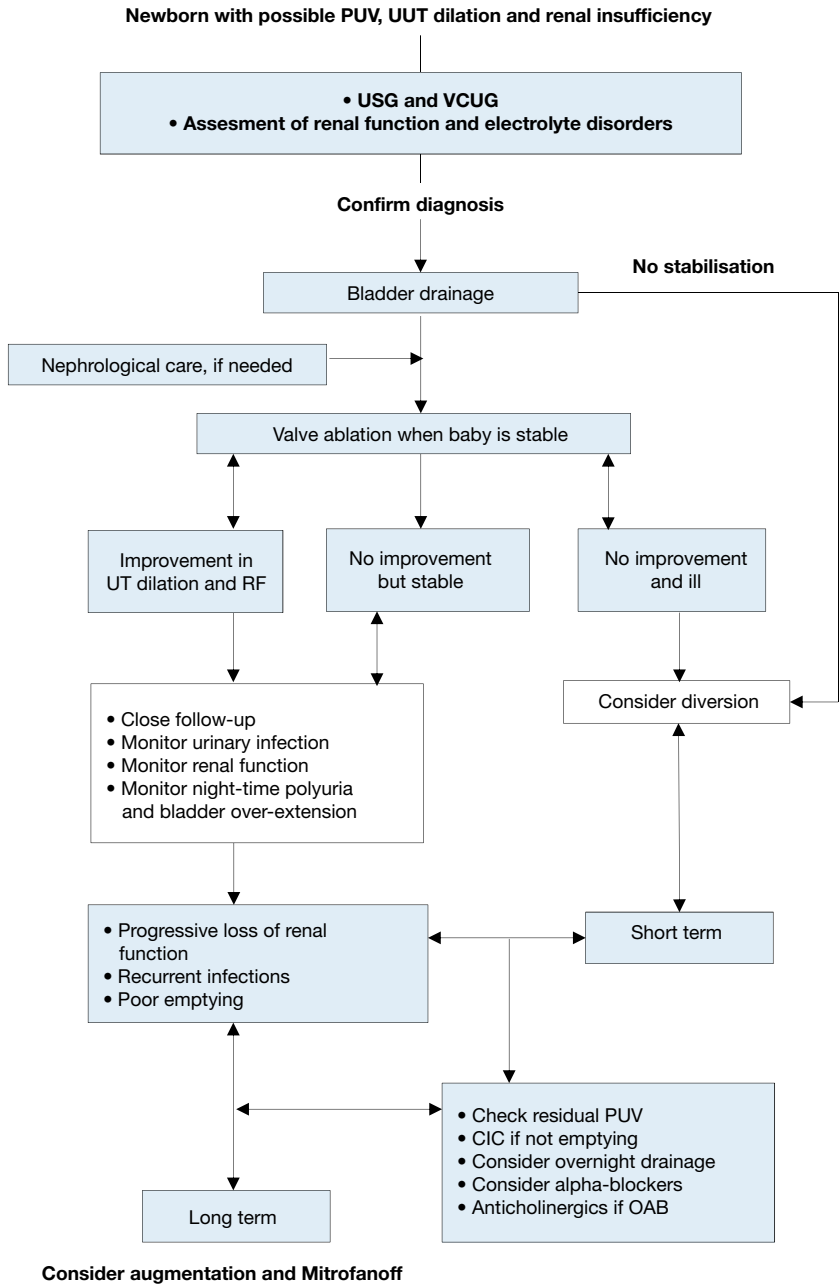 Newborn with possible PUV, UUT dilation and renal insufficiency
• USG and VCUG
• Assesment of renal function and electrolyte disorders
Confirm diagnosis
No stabilisation
Bladder drainage
Nephrological care, if needed
Valve ablation when baby is stable
Improvement in
UT dilation and RF
No improvement
but stable
No improvement
and ill
• Close follow-up
• Monitor urinary infection
• Monitor renal function
• Monitor night-time polyuria
and bladder over-extension
Consider diversion
• Progressive loss of renal
function
• Recurrent infections
• Poor emptying
Short term
• Check residual PUV
• CIC if not emptying
• Consider overnight drainage
• Consider alpha-blockers
• Anticholinergics if OAB
Long term
Consider augmentation and Mitrofanoff